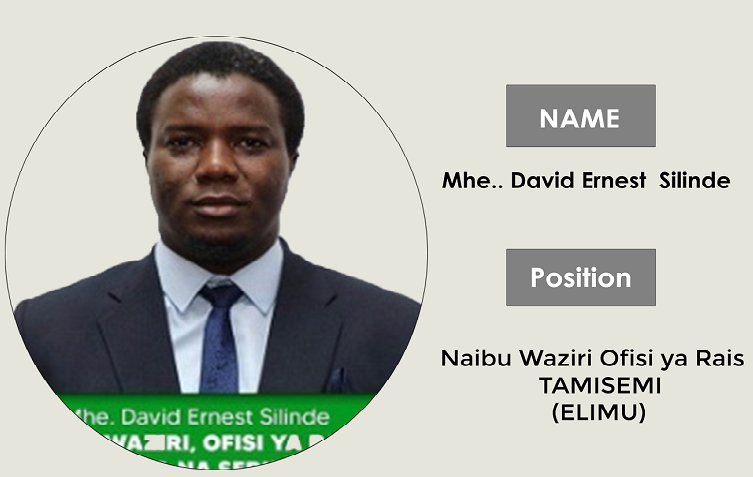 NAME
Mhe.. David Ernest Silinde
Position
Naibu Waziri Ofisi ya Rais
TAMISEMI
(ELIMU)
Mhe. David Ernest Silinde
WAZIRI, OFISI YA
NA